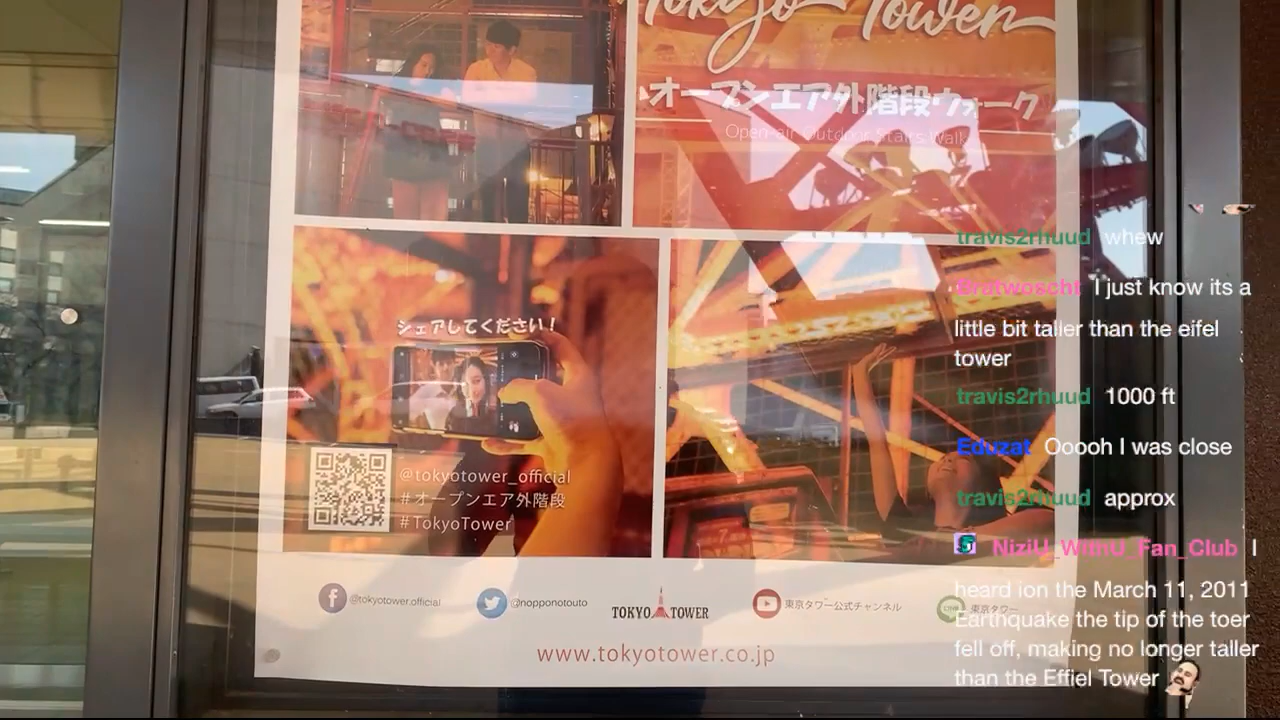 Tokyo Tower
オープンエア外階段ウォーク
Open-air Outdoor Stairs Walk
シェアしてください！
@tokyotower_official
#オープンエア外階段
#TokyoTower
@tokyotower.official
@nopponotouto
TOKYO TOWER
東京タワー公式チャンネル
東京タワー
www.tokyotower.co.jp
travis2rhuud whew
Bratwoscht I just know its a
little bit taller than the eifel
tower
travis2rhuud 1000 ft
Eduzat Ooooh I was close
travis2rhuud approx
NiziU_WithU_Fan_Club I
heard ion the March 11, 2011
Earthquake the tip of the toer
fell off, making no longer taller
than the Effiel Tower